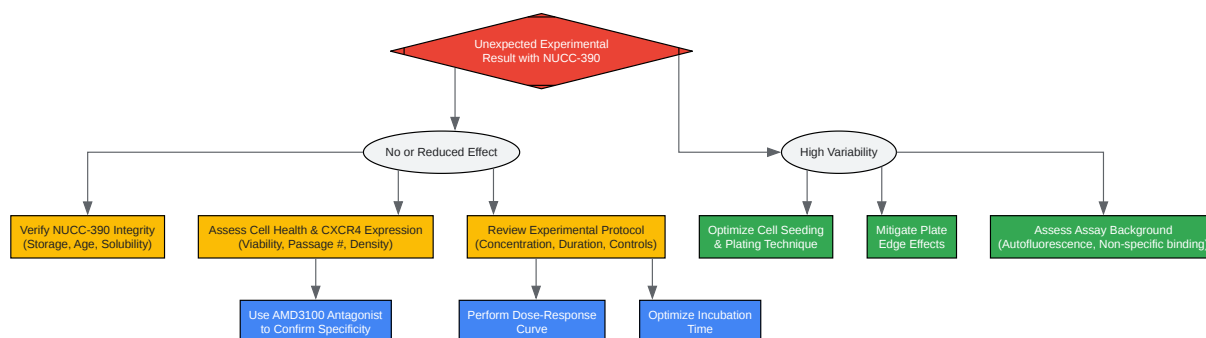 Unexpected Experimental
Result with NUCC-390
No or Reduced Effect
High Variability
Verify NUCC-390 Integrity
(Storage, Age, Solubility)
Assess Cell Health & CXCR4 Expression
(Viability, Passage #, Density)
Review Experimental Protocol
(Concentration, Duration, Controls)
Optimize Cell Seeding
& Plating Technique
Mitigate Plate
Edge Effects
Assess Assay Background
(Autofluorescence, Non-specific binding)
Use AMD3100 Antagonist
to Confirm Specificity
Perform Dose-Response
Curve
Optimize Incubation
Time